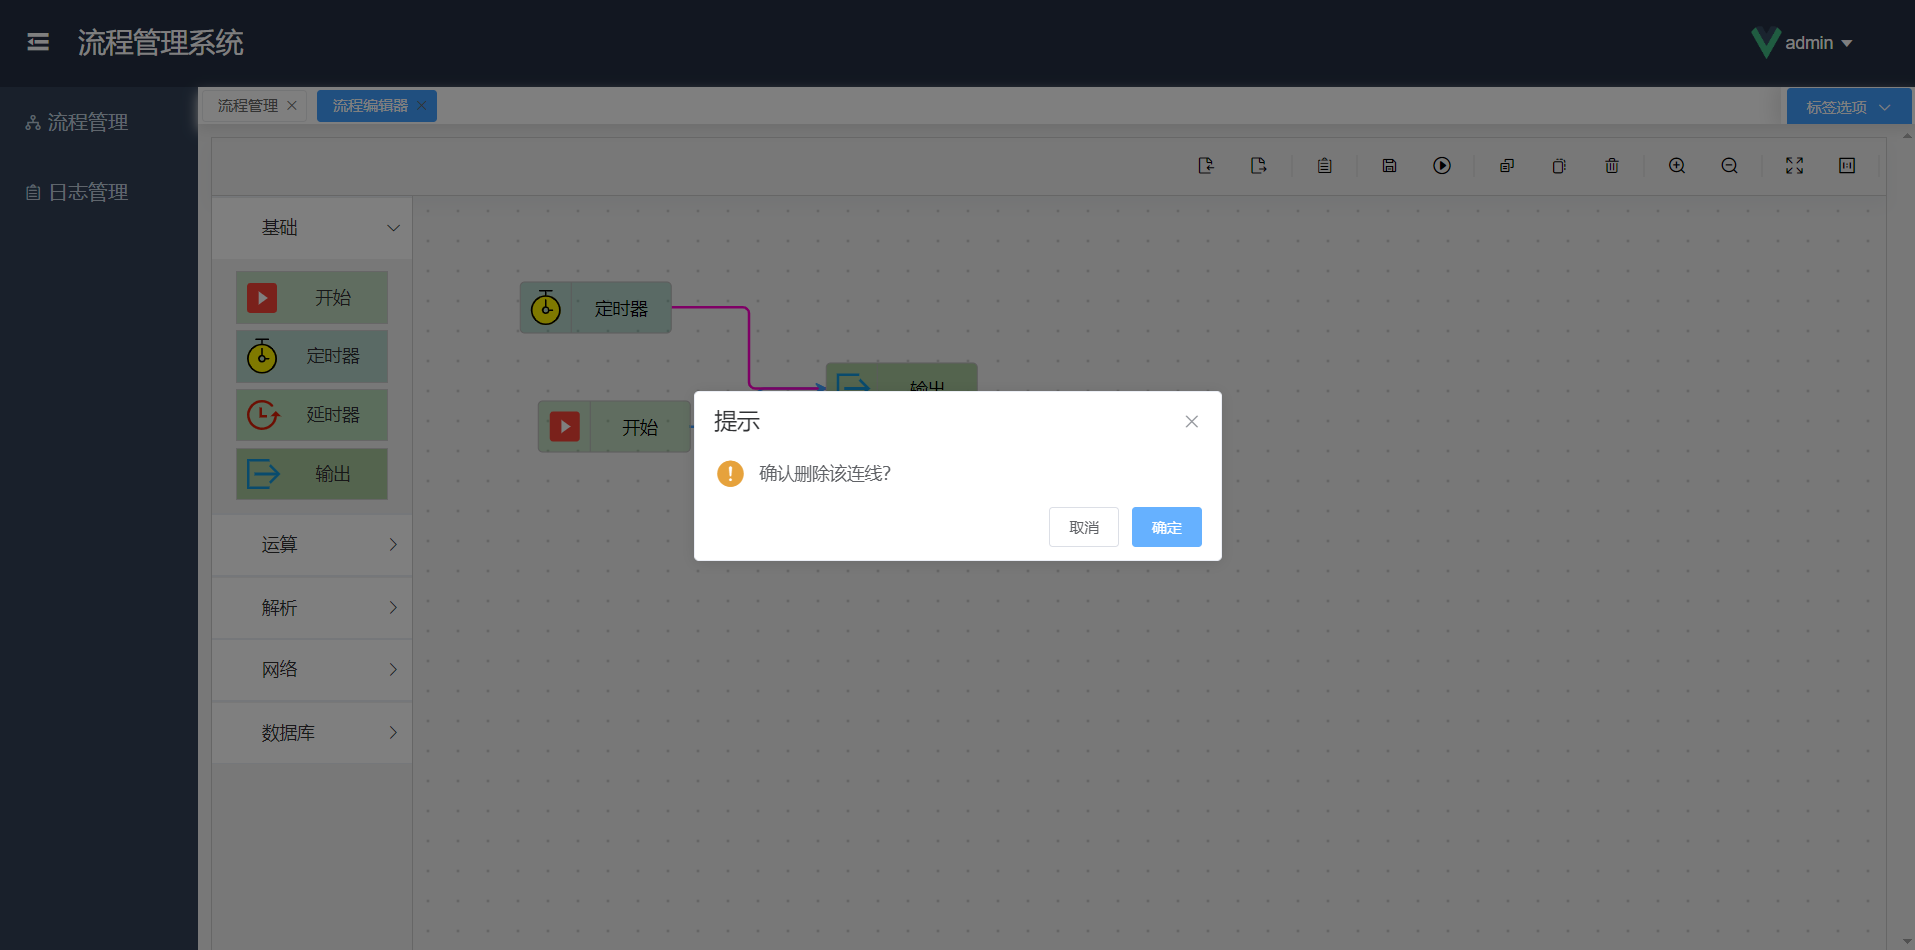 流程管理系统
admin
流程管理
日志管理
流程管理
流程编辑器
标签选项
基础
开始
定时器
延时器
输出
运算
解析
网络
数据库
定时器
输出
开始
提示
确认删除该连线?
取消
确定